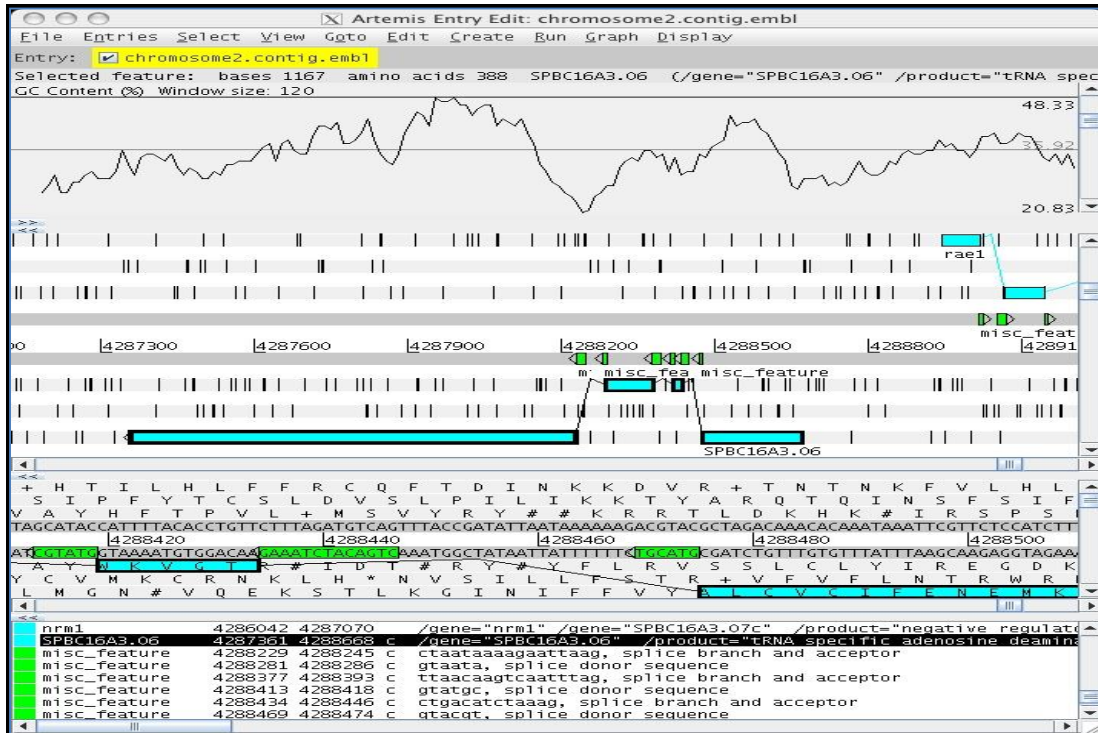 Artemis Entry Edit: chromosome2.contig.embl
File Entries Select View Goto Edit Create Run Graph Display
Entry: chromosome2.contig.embl
Selected feature: bases 1167 amino acids 388 SPBC16A3.06 (/gene="SPBC16A3.06" /product="tRNA spec
GC Content (%) Window size: 120
48.33
35.92
20.83
>>
<<
rae1
misc_feat
00 4287300 4287600 4287900 4288200 4288500 4288800 42891
m: misc_fea misc_feature
SPBC16A3.06
<<
+ H T I L H L F F R C Q F T D I N K K D V R + T N T N K F V L H L
S I P F Y T C S L D V S L P I L I K K T Y A R Q T Q I N S F S I F
V A Y H F T P V L + M S V Y R Y # # K R R T L D K H K # I R S P S
TAGCATACCATTTTACACCTGTTCTTTAGATGTCAGTTTACCGATATTAATAAAAAAGACGTACGCTAGACAAACACAAATAAATTCGTTCTCCATCTT
4288420 4288440 4288460 4288480 4288500
ATCGTATGGTAAAATGTGGACAAGAAATCTACAGTCAAATGGCTATAATTATTTTTTCTGCATGCGATCTGTTTGTGTTTATTTAAGCAAGAGGTAGAA
A Y W K V G T R # I D T # R Y # Y F L R V S S L C L Y I R E G D K
Y C V M K C R N K L H * N V S I L L F S T R + V F V F L N T R W R
L M G N # V Q E K S T L K G I N I F F V Y A L C V C I F E N E M K
<<
nrm1 4286042 4287070 /gene="nrm1" /gene="SPBC16A3.07c" /product="negative regulat
SPBC16A3.06 4287361 4288668 c /gene="SPBC16A3.06" /product="tRNA specific adenosine deamina
misc_feature 4288229 4288245 c ctaataaaagaattag, splice branch and acceptor
misc_feature 4288281 4288286 c gtaata, splice donor sequence
misc_feature 4288377 4288393 c ttaacaagtcaatttag, splice branch and acceptor
misc_feature 4288413 4288418 c gtatgc, splice donor sequence
misc_feature 4288434 4288446 c ctgacatctaaag, splice branch and acceptor
misc_feature 4288469 4288474 c gtacgt, splice donor sequence